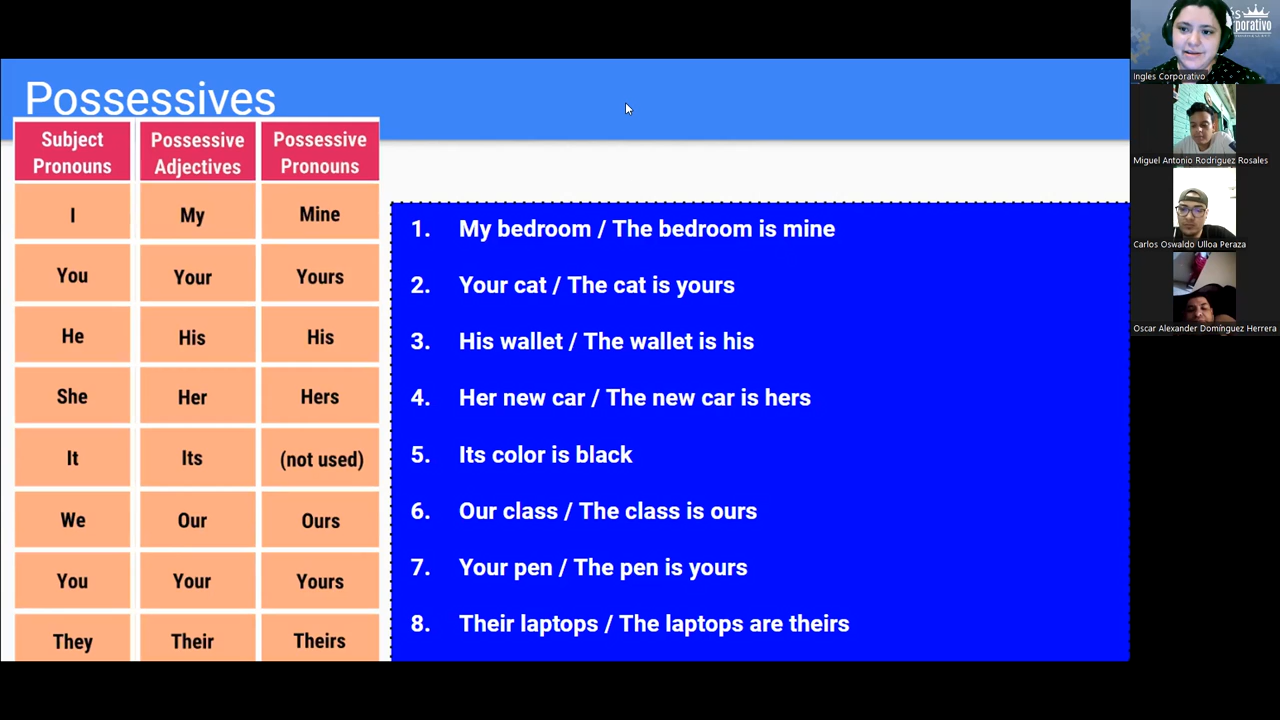 Possessives
Subject Pronouns
Possessive Adjectives
Possessive Pronouns
I My Mine
You Your Yours
He His His
She Her Hers
It Its (not used)
We Our Ours
You Your Yours
They Their Theirs
1. My bedroom / The bedroom is mine
2. Your cat / The cat is yours
3. His wallet / The wallet is his
4. Her new car / The new car is hers
5. Its color is black
6. Our class / The class is ours
7. Your pen / The pen is yours
8. Their laptops / The laptops are theirs
Ingles Corporativo
Miguel Antonio Rodriguez Rosales
Carlos Oswaldo Ulloa Peraza
Oscar Alexander Domínguez Herrera